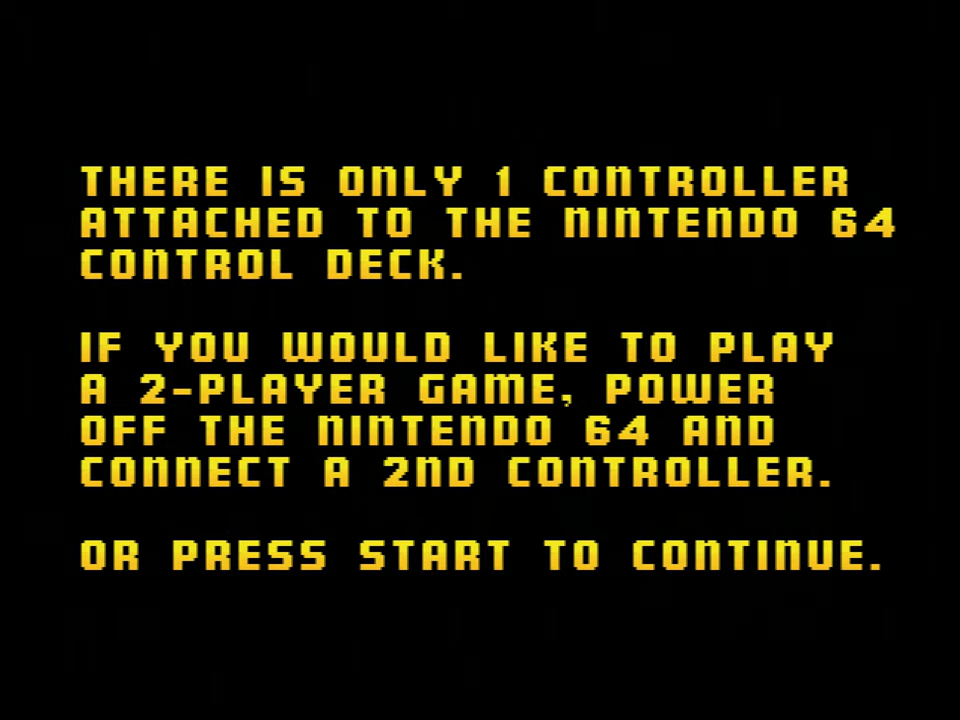 THERE IS ONLY 1 CONTROLLER
ATTACHED TO THE NINTENDO 64
CONTROL DECK.
IF YOU WOULD LIKE TO PLAY
A 2-PLAYER GAME, POWER
OFF THE NINTENDO 64 AND
CONNECT A 2ND CONTROLLER.
OR PRESS START TO CONTINUE.